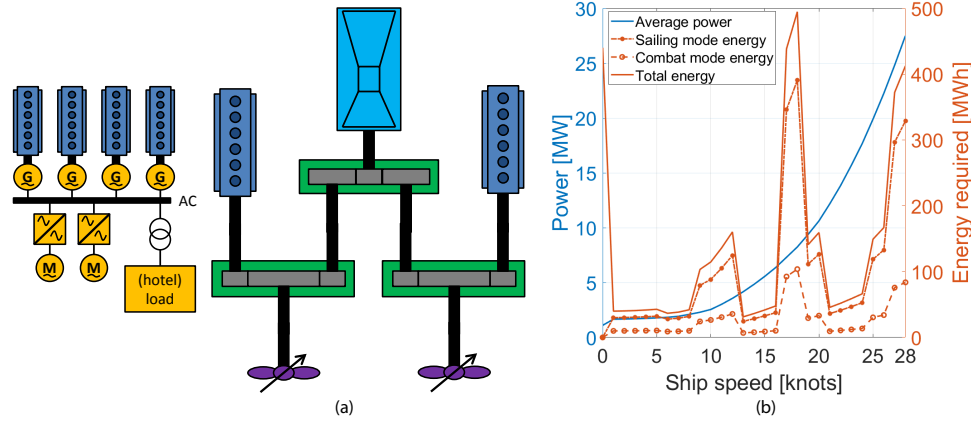 G G G G
AC
M M
(hotel)
load
(a)
Average power
Sailing mode energy
Combat mode energy
Total energy
Power [MW]
30
25
20
15
10
5
0
Energy required [MWh]
500
400
300
200
100
0
0 5 10 15 20 25 28
Ship speed [knots]
(b)